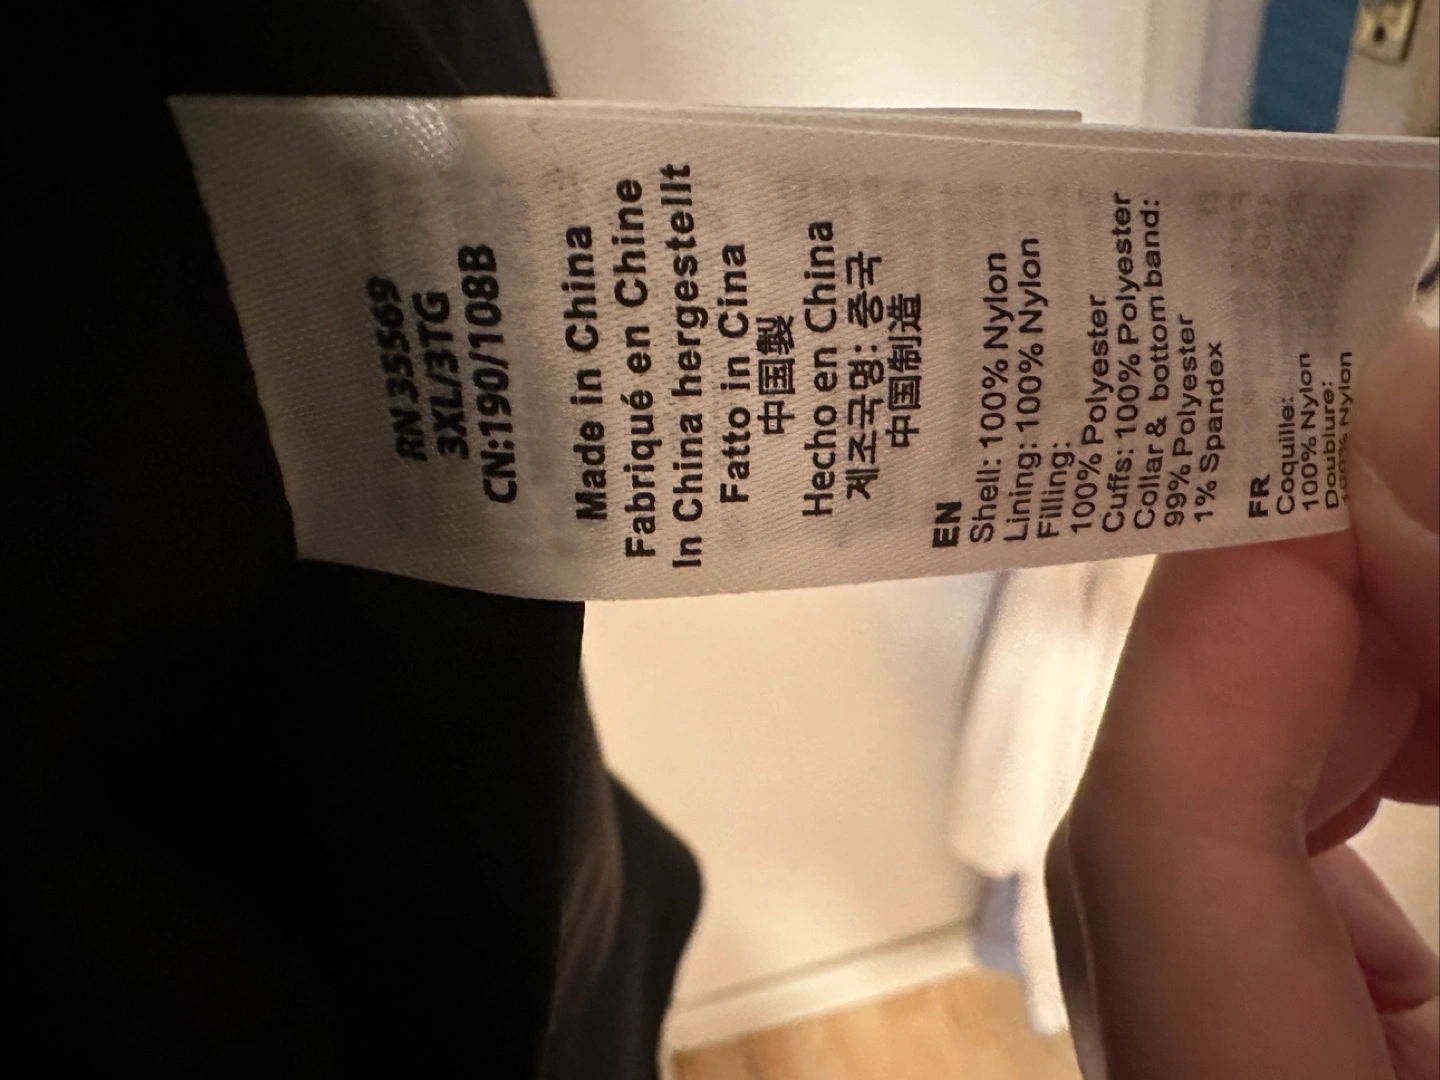 RN 35569
3XL/3TG
CN:190/108B
Made in China
Fabriqué en Chine
In China hergestellt
Fatto in Cina
中国製
Hecho en China
제조국명: 중국
中国制造
EN
Shell: 100% Nylon
Lining: 100% Nylon
Filling:
100% Polyester
Cuffs: 100% Polyester
Collar & bottom band:
99% Polyester
1% Spandex
FR
Coquille:
100% Nylon
Doublure:
100% Nylon